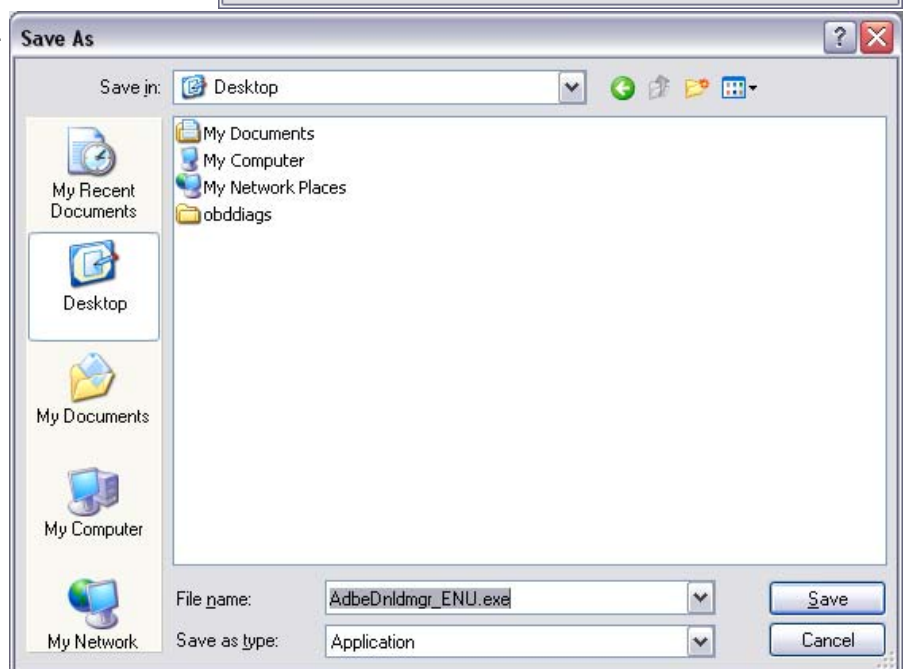 Save As
Save in:
Desktop
My Documents
My Computer
My Network Places
obddiags
My Recent
Documents
Desktop
My Documents
My Computer
My Network
File name:
AdbeDnldmgr_ENU.exe
Save
Save as type:
Application
Cancel